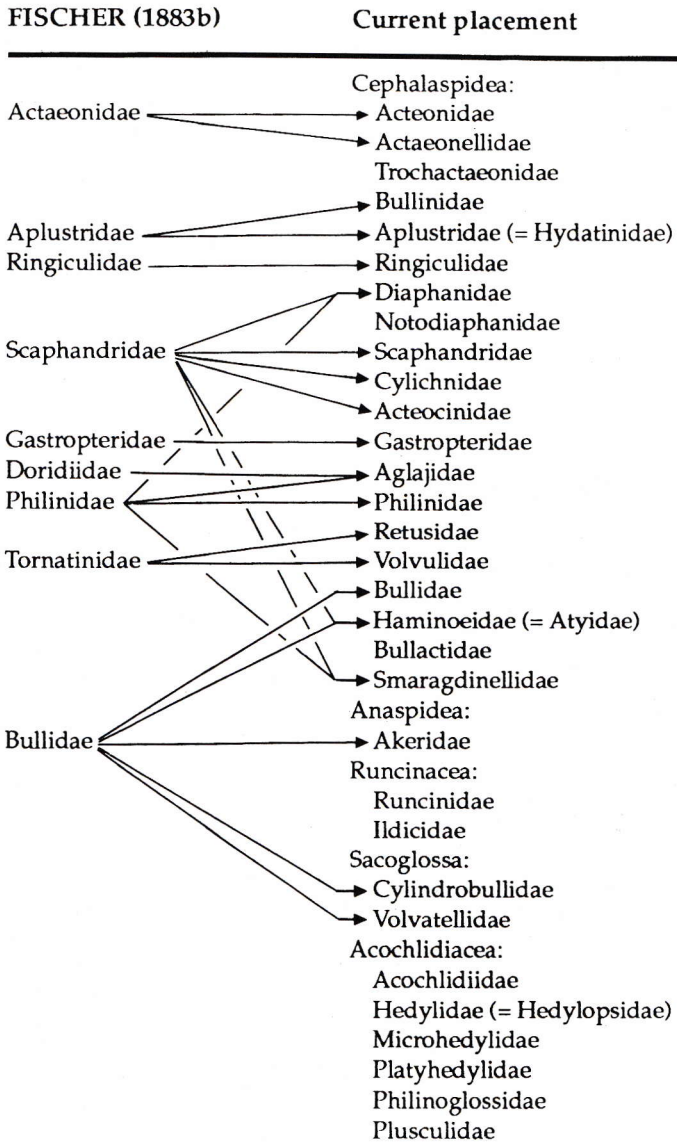 FISCHER (1883b) Current placement
Cephalaspidea:
Actaeonidae Acteonidae
Actaeonellidae
Trochactaeonidae
Bullinidae
Aplustridae Aplustridae (= Hydatinidae)
Ringiculidae Ringiculidae
Diaphanidae
Notodiaphanidae
Scaphandridae Scaphandridae
Cylichnidae
Acteocinidae
Gastropteridae Gastropteridae
Doridiidae Aglajidae
Philinidae Philinidae
Retusidae
Tornatinidae Volvulidae
Bullidae
Haminoeidae (= Atyidae)
Bullactidae
Smaragdinellidae
Anaspidea:
Bullidae Akeridae
Runcinacea:
Runcinidae
Ildicidae
Sacoglossa:
Cylindrobullidae
Volvatellidae
Acochlidiacea:
Acochlidiidae
Hedylidae (= Hedylopsidae)
Microhedylidae
Platyhedylidae
Philinoglossidae
Plusculidae